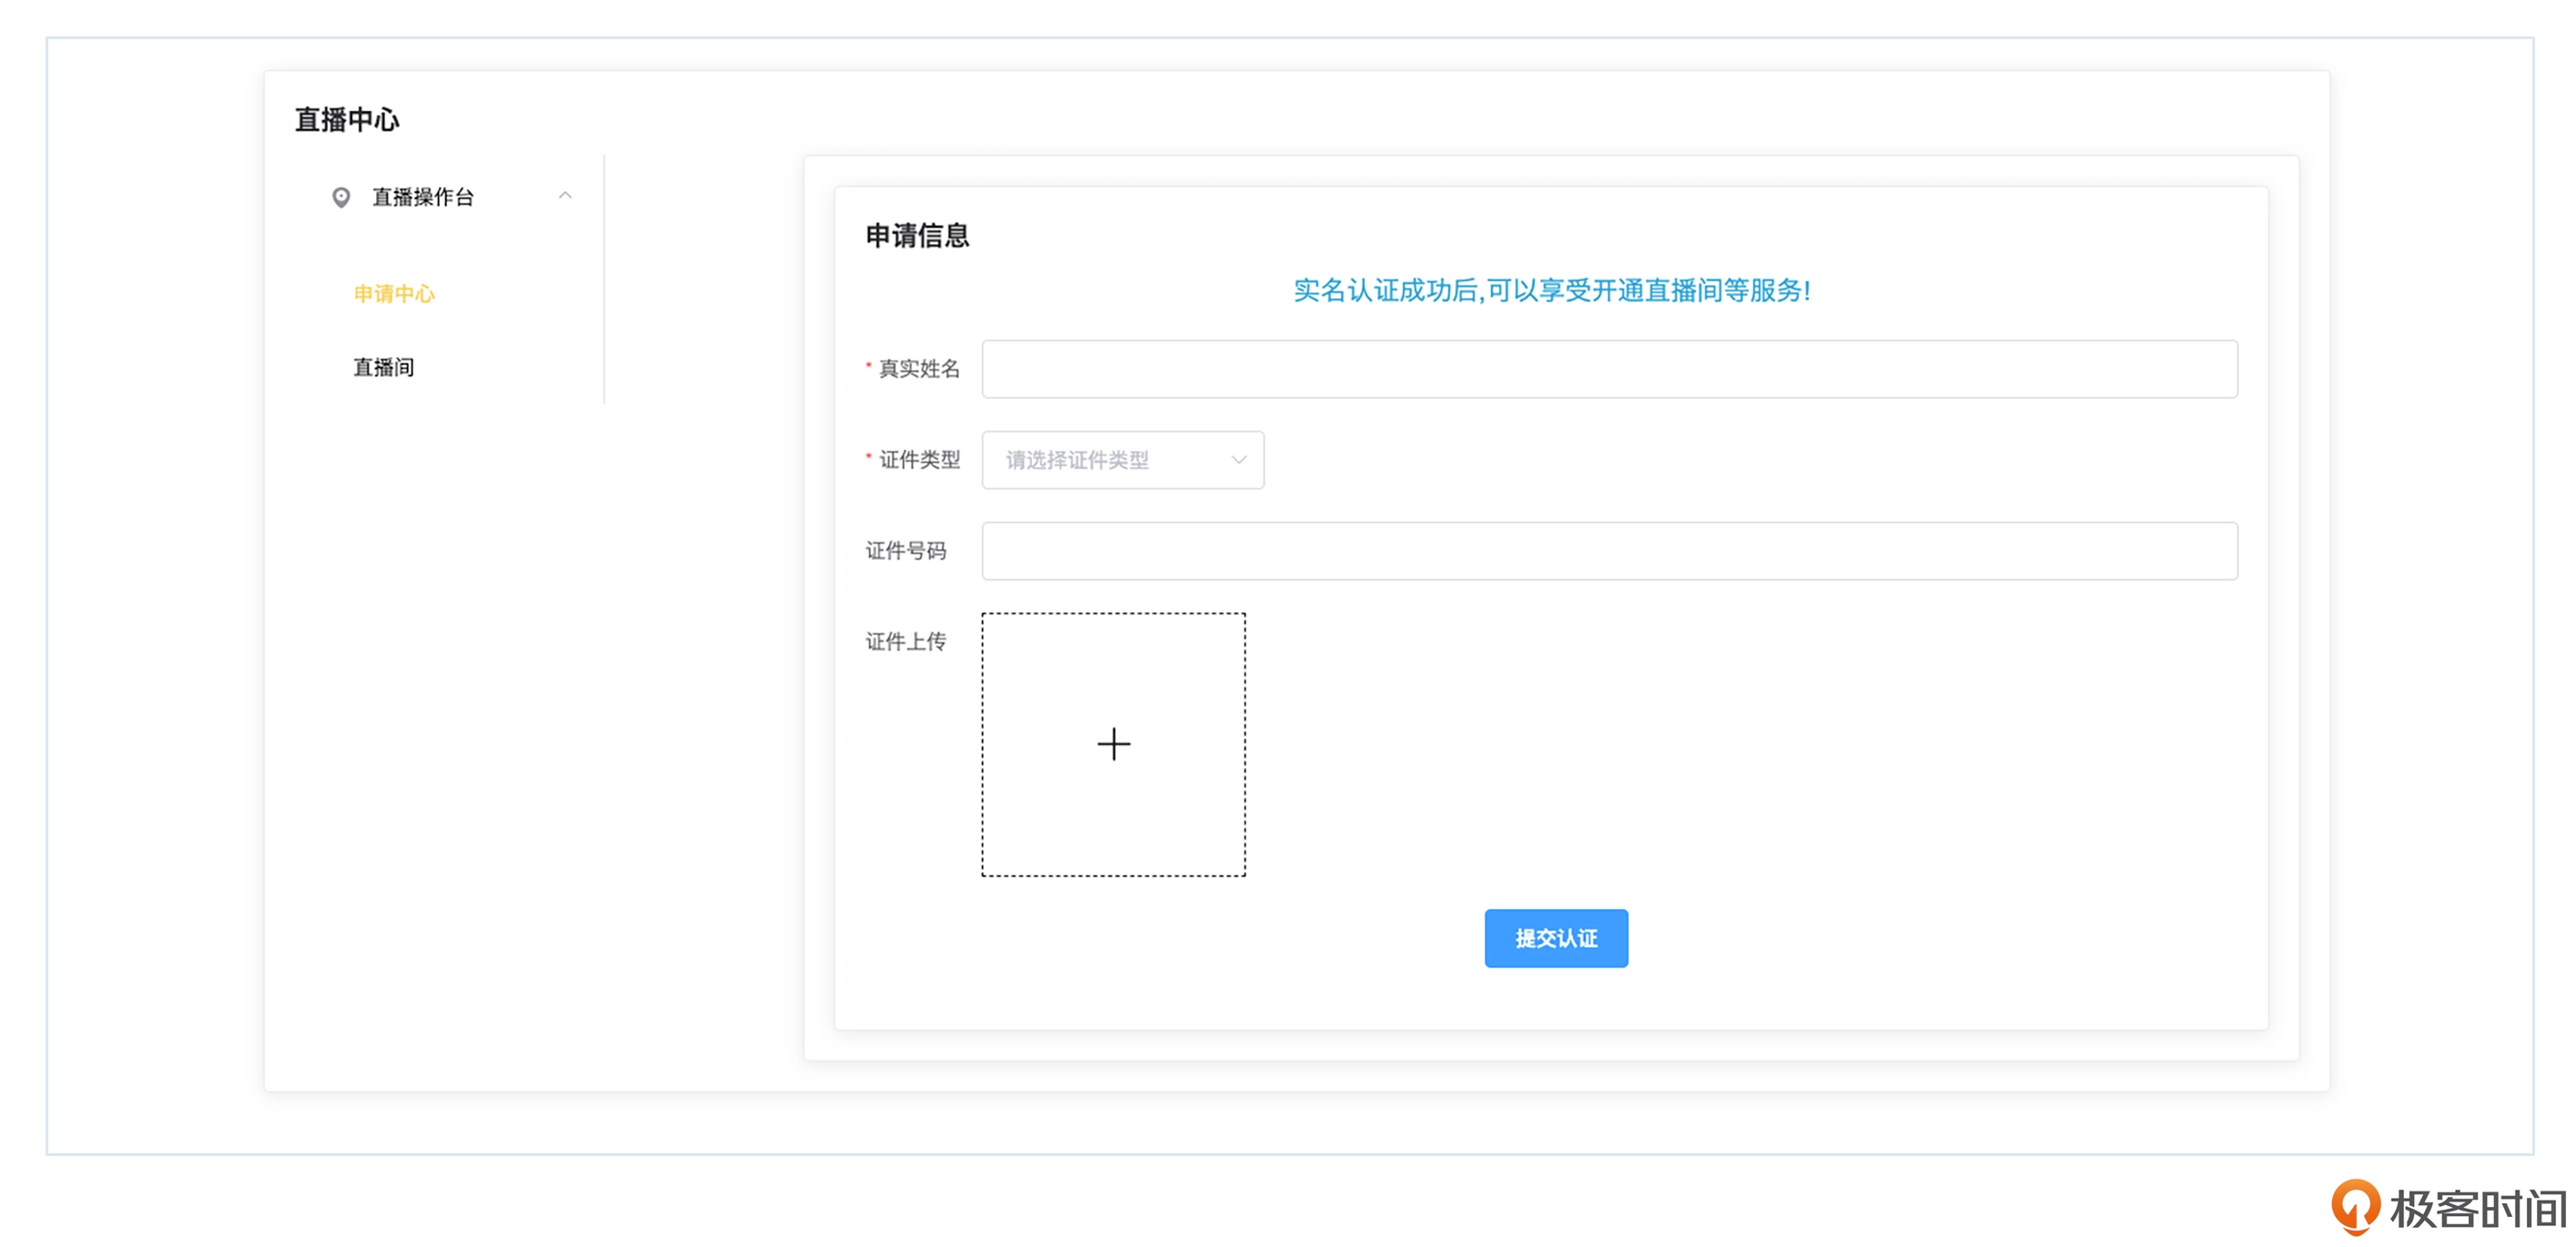 直播中心
直播操作台
申请中心
直播间
申请信息
实名认证成功后,可以享受开通直播间等服务!
* 真实姓名
* 证件类型
请选择证件类型
证件号码
证件上传
提交认证
极客时间